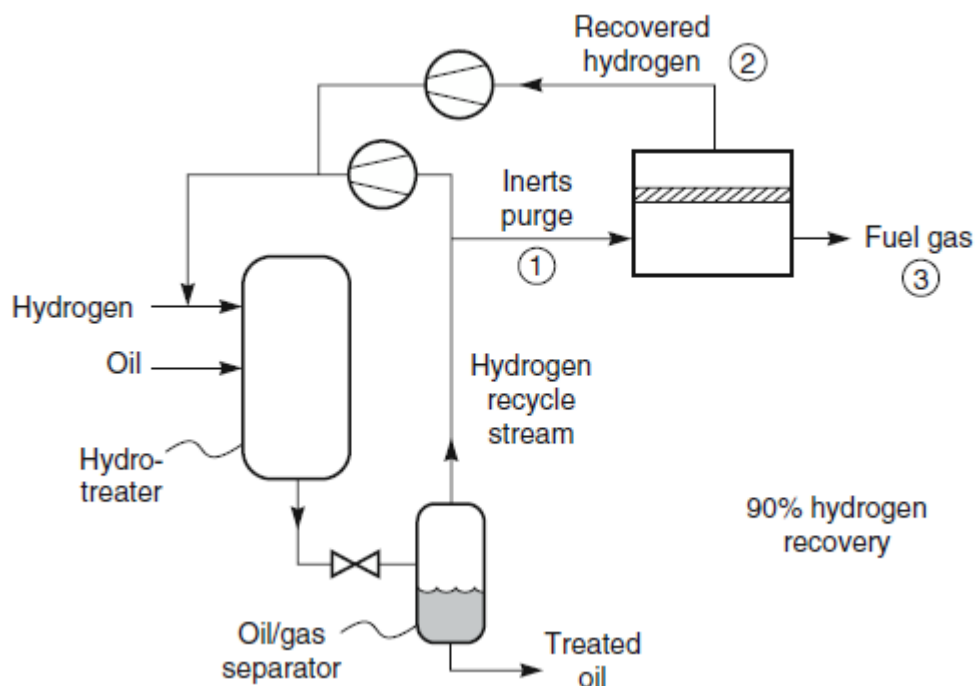 Recovered
hydrogen
2
Inerts
purge
1
Fuel gas
3
Hydrogen
Oil
Hydrogen
recycle
stream
Hydro-
treater
90% hydrogen
recovery
Oil/gas
separator
Treated
oil